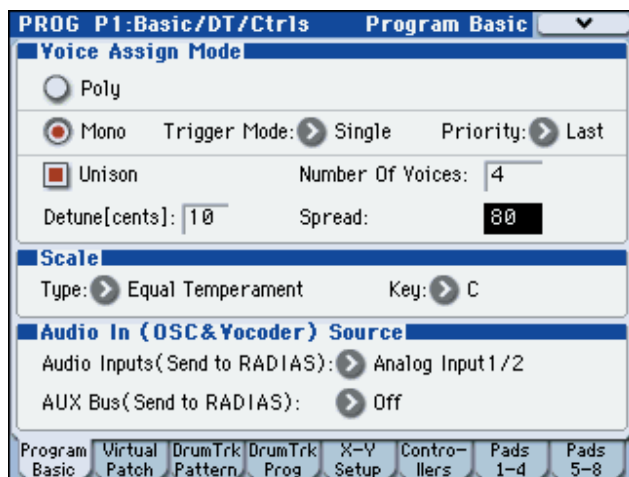 PROG P1:Basic/DT/Ctrls Program Basic
Voice Assign Mode
Poly
Mono Trigger Mode: Single Priority: Last
Unison Number Of Voices: 4
Detune[cents]: 10 Spread: 80
Scale
Type: Equal Temperament Key: C
Audio In (OSC&Vocoder) Source
Audio Inputs(Send to RADIAS): Analog Input1/2
AUX Bus(Send to RADIAS): Off
Program Basic Virtual Patch DrumTrk Pattern DrumTrk Prog X-Y Setup Contro-llers Pads 1-4 Pads 5-8